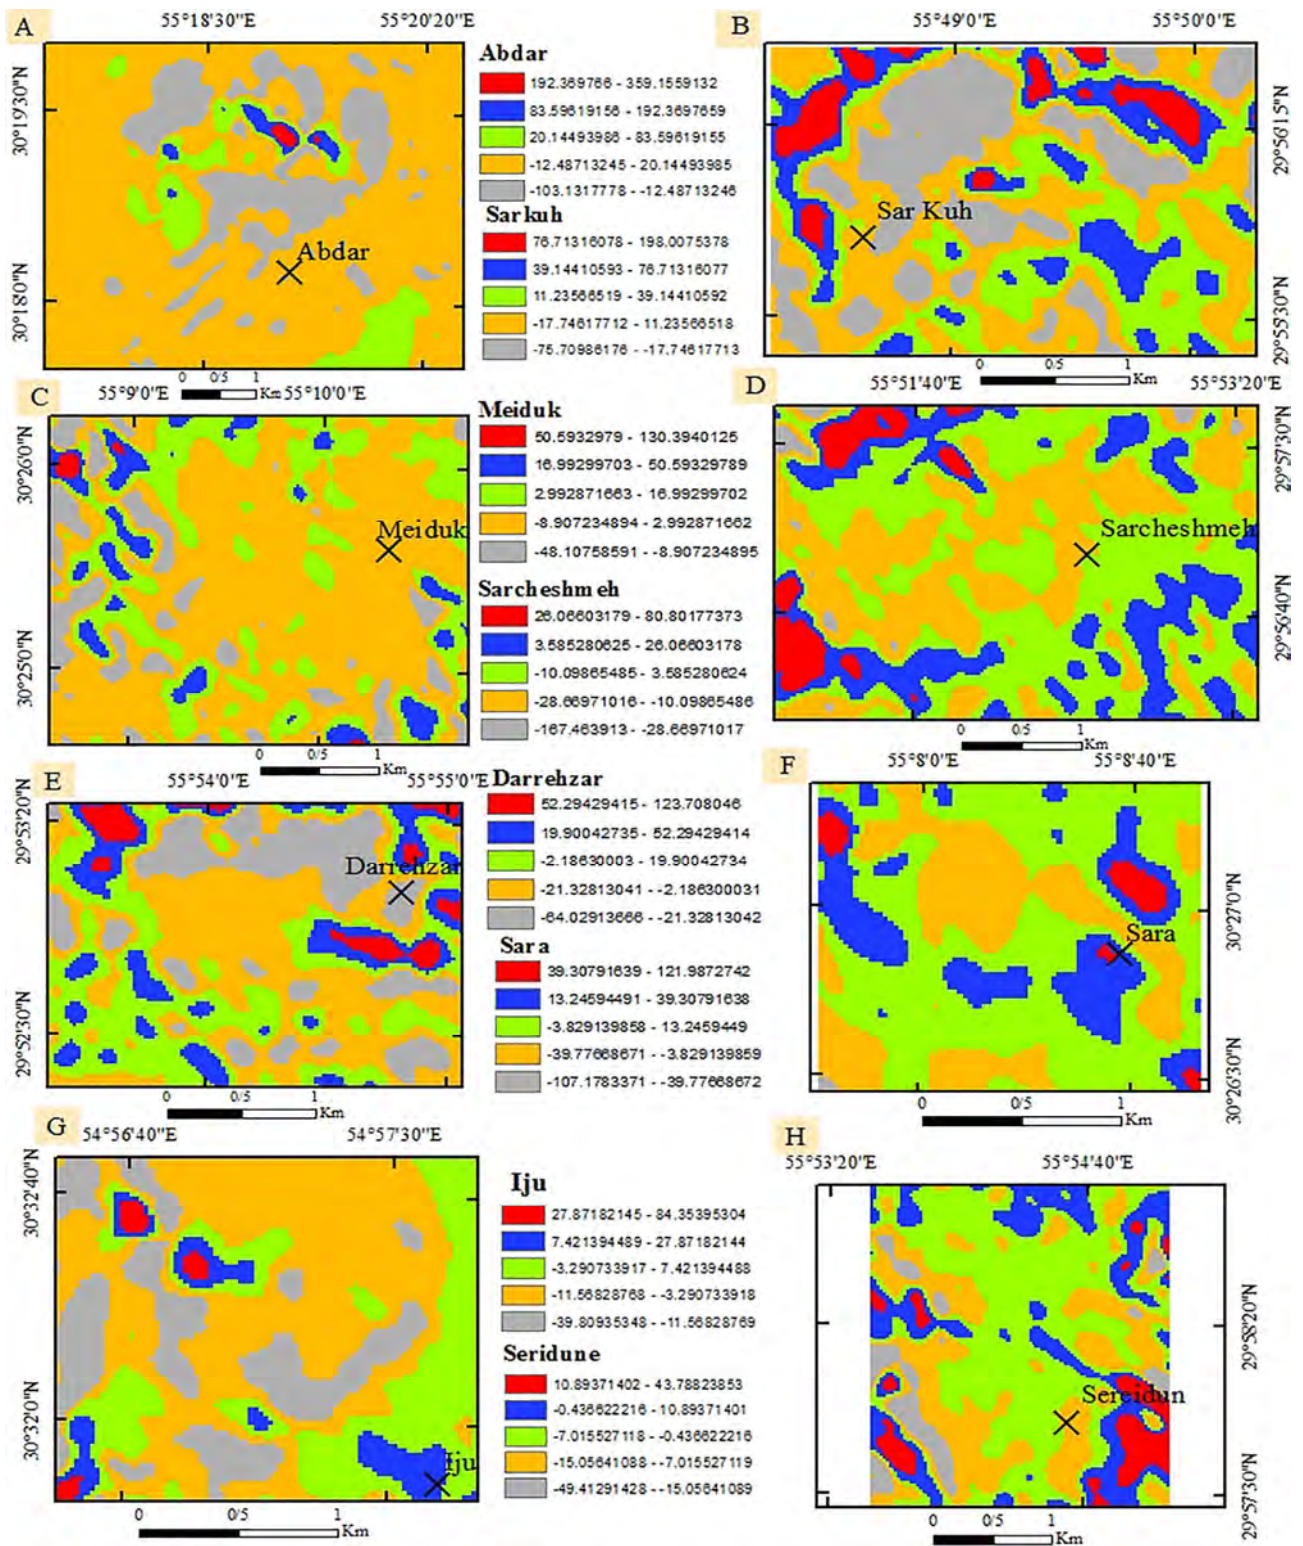 A
55°18'30"E
55°20'20"E
30°19'30"N
30°18'0"N
Abdar
0 0/5 1
Km
Abdar
192.369766 - 359.1559132
83.59619156 - 192.3697659
20.14493986 - 83.59619155
-12.48713245 - 20.14493985
-103.1317778 - -12.48713246
Sarkuh
76.71316078 - 198.0075378
39.14410593 - 76.71316077
11.23566519 - 39.14410592
-17.74617712 - 11.23566518
-75.70986176 - -17.74617713
B
55°49'0"E
55°50'0"E
29°56'15"N
29°55'30"N
Sar Kuh
0 0/5 1
Km
C
55°9'0"E
55°10'0"E
30°26'0"N
30°25'0"N
Meiduk
0 0/5 1
Km
Meiduk
50.5932979 - 130.3940125
16.99299703 - 50.59329789
2.992871663 - 16.99299702
-8.907234894 - 2.992871662
-48.10758591 - -8.907234895
Sarcheshmeh
26.06603179 - 80.80177373
3.585280625 - 26.06603178
-10.09865485 - 3.585280624
-28.66971016 - -10.09865486
-167.463913 - -28.66971017
D
55°51'40"E
55°53'20"E
29°57'30"N
29°56'40"N
Sarcheshmeh
0 0/5 1
Km
E
55°54'0"E
55°55'0"E
29°53'20"N
29°52'30"N
Darrehzar
0 0/5 1
Km
Darrehzar
52.29429415 - 123.708046
19.90042735 - 52.29429414
-2.18630003 - 19.90042734
-21.32813041 - -2.186300031
-64.02913666 - -21.32813042
Sara
39.30791639 - 121.9872742
13.24594491 - 39.30791638
-3.829139858 - 13.2459449
-39.77668671 - -3.829139859
-107.1783371 - -39.77668672
F
55°8'0"E
55°8'40"E
30°27'0"N
30°26'30"N
Sara
0 0/5 1
Km
G
54°56'40"E
54°57'30"E
30°32'40"N
30°32'0"N
Iju
0 0/5 1
Km
Iju
27.87182145 - 84.35395304
7.421394489 - 27.87182144
-3.290733917 - 7.421394488
-11.56828768 - -3.290733918
-39.80935348 - -11.56828769
Seridune
10.89371402 - 43.78823853
-0.436622216 - 10.89371401
-7.015527118 - -0.436622216
-15.05641088 - -7.015527119
-49.41291428 - -15.05641089
H
55°53'20"E
55°54'40"E
29°58'20"N
29°57'30"N
Sereidun
0 0/5 1
Km